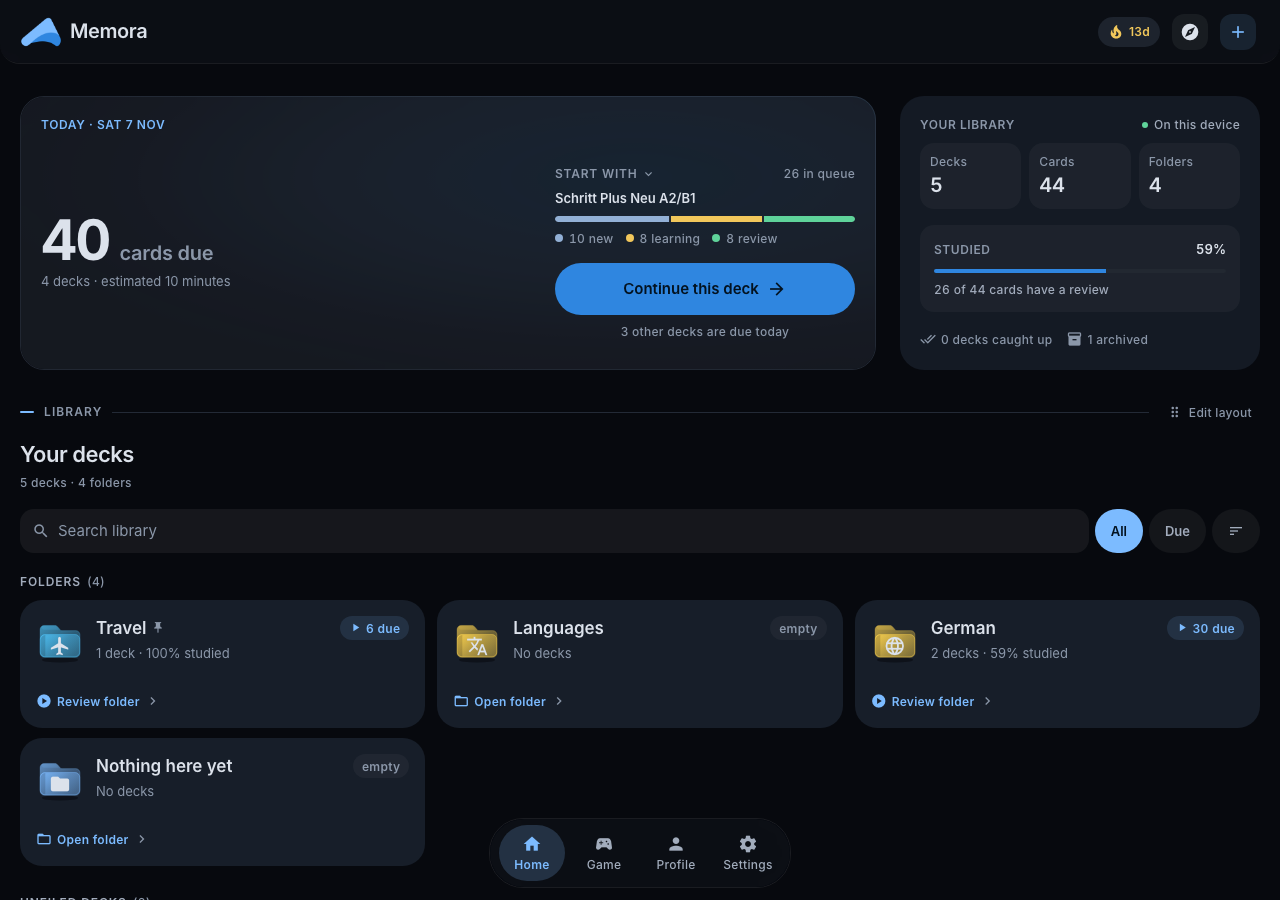 Memora
13d
TODAY · SAT 7 NOV
40 cards due
4 decks · estimated 10 minutes
START WITH
26 in queue
Schritt Plus Neu A2/B1
10 new
8 learning
8 review
Continue this deck
3 other decks are due today
YOUR LIBRARY
On this device
Decks
5
Cards
44
Folders
4
STUDIED
59%
26 of 44 cards have a review
0 decks caught up
1 archived
LIBRARY
Edit layout
Your decks
5 decks · 4 folders
Search library
All
Due
FOLDERS (4)
Travel
6 due
1 deck · 100% studied
Review folder
Languages
empty
No decks
Open folder
German
30 due
2 decks · 59% studied
Review folder
Nothing here yet
empty
No decks
Open folder
Home
Game
Profile
Settings